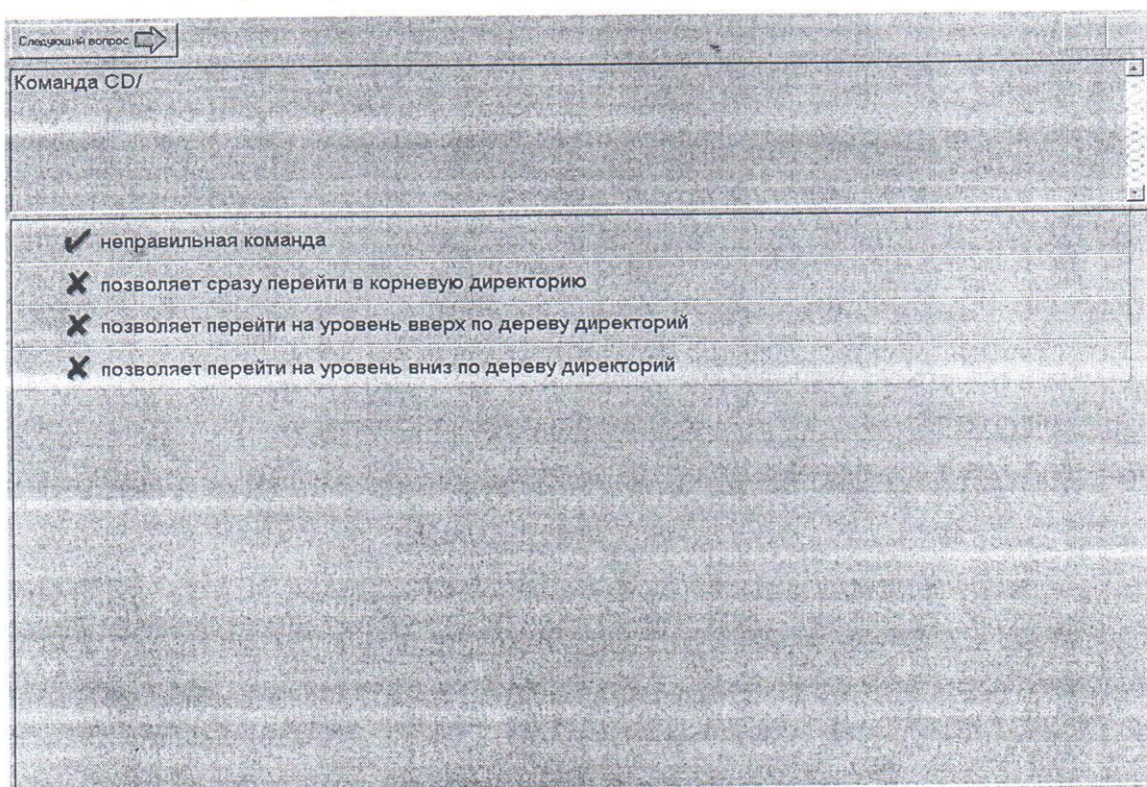 Следующий вопрос
Команда CD/
неправильная команда
позволяет сразу перейти в корневую директорию
позволяет перейти на уровень вверх по дереву директорий
позволяет перейти на уровень вниз по дереву директорий